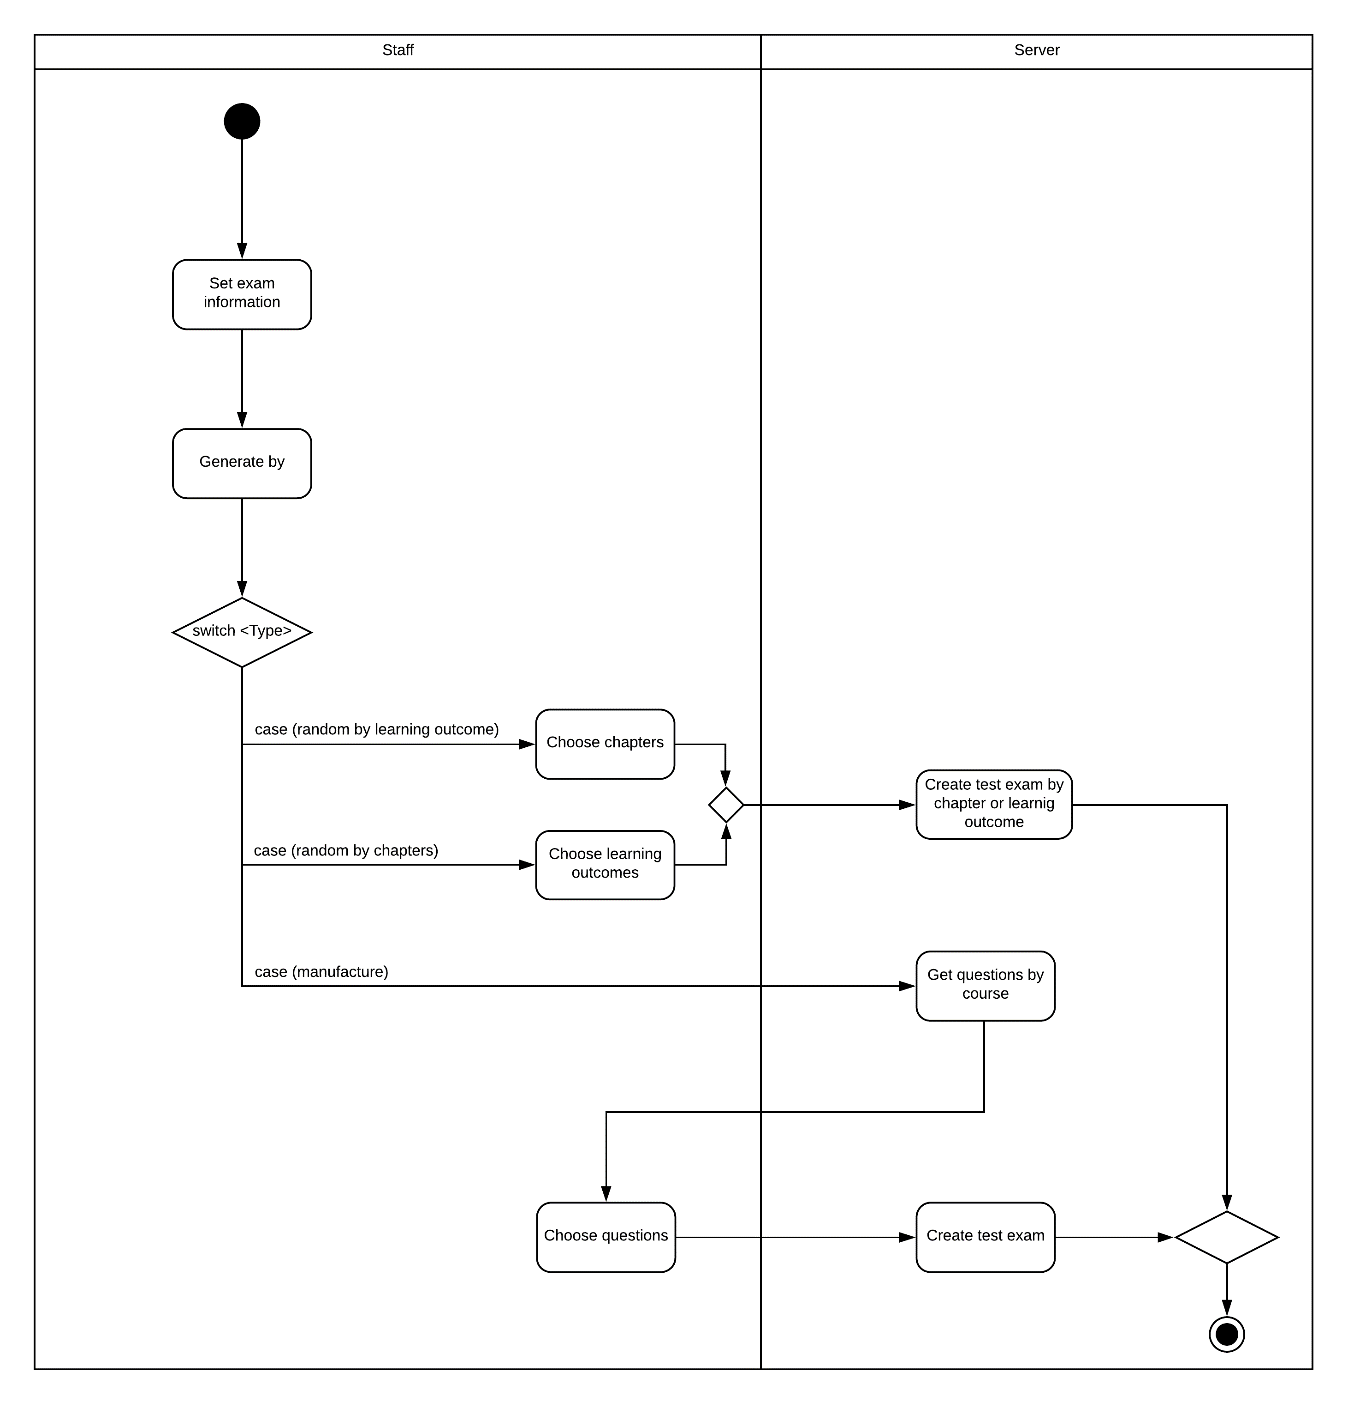 Staff
Server
Set exam
information
Generate by
switch <Type>
case (random by learning outcome)
Choose chapters
Create test exam by
chapter or learnig
outcome
case (random by chapters)
Choose learning
outcomes
case (manufacture)
Get questions by
course
Choose questions
Create test exam